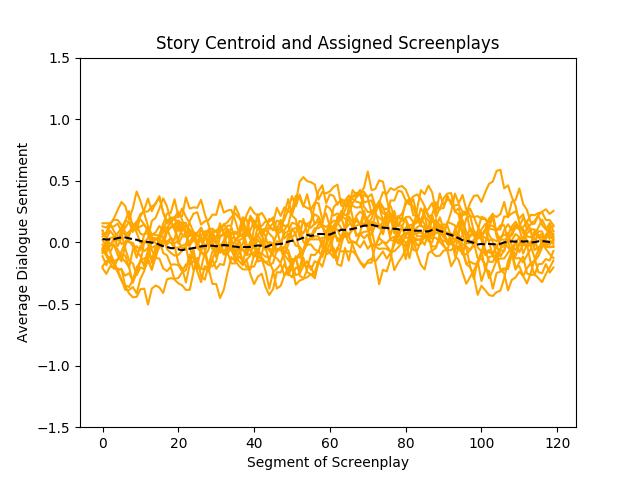 Story Centroid and Assigned Screenplays
1.5
1.0
0.5
0.0
−0.5
−1.0
−1.5
Average Dialogue Sentiment
0 20 40 60 80 100 120
Segment of Screenplay